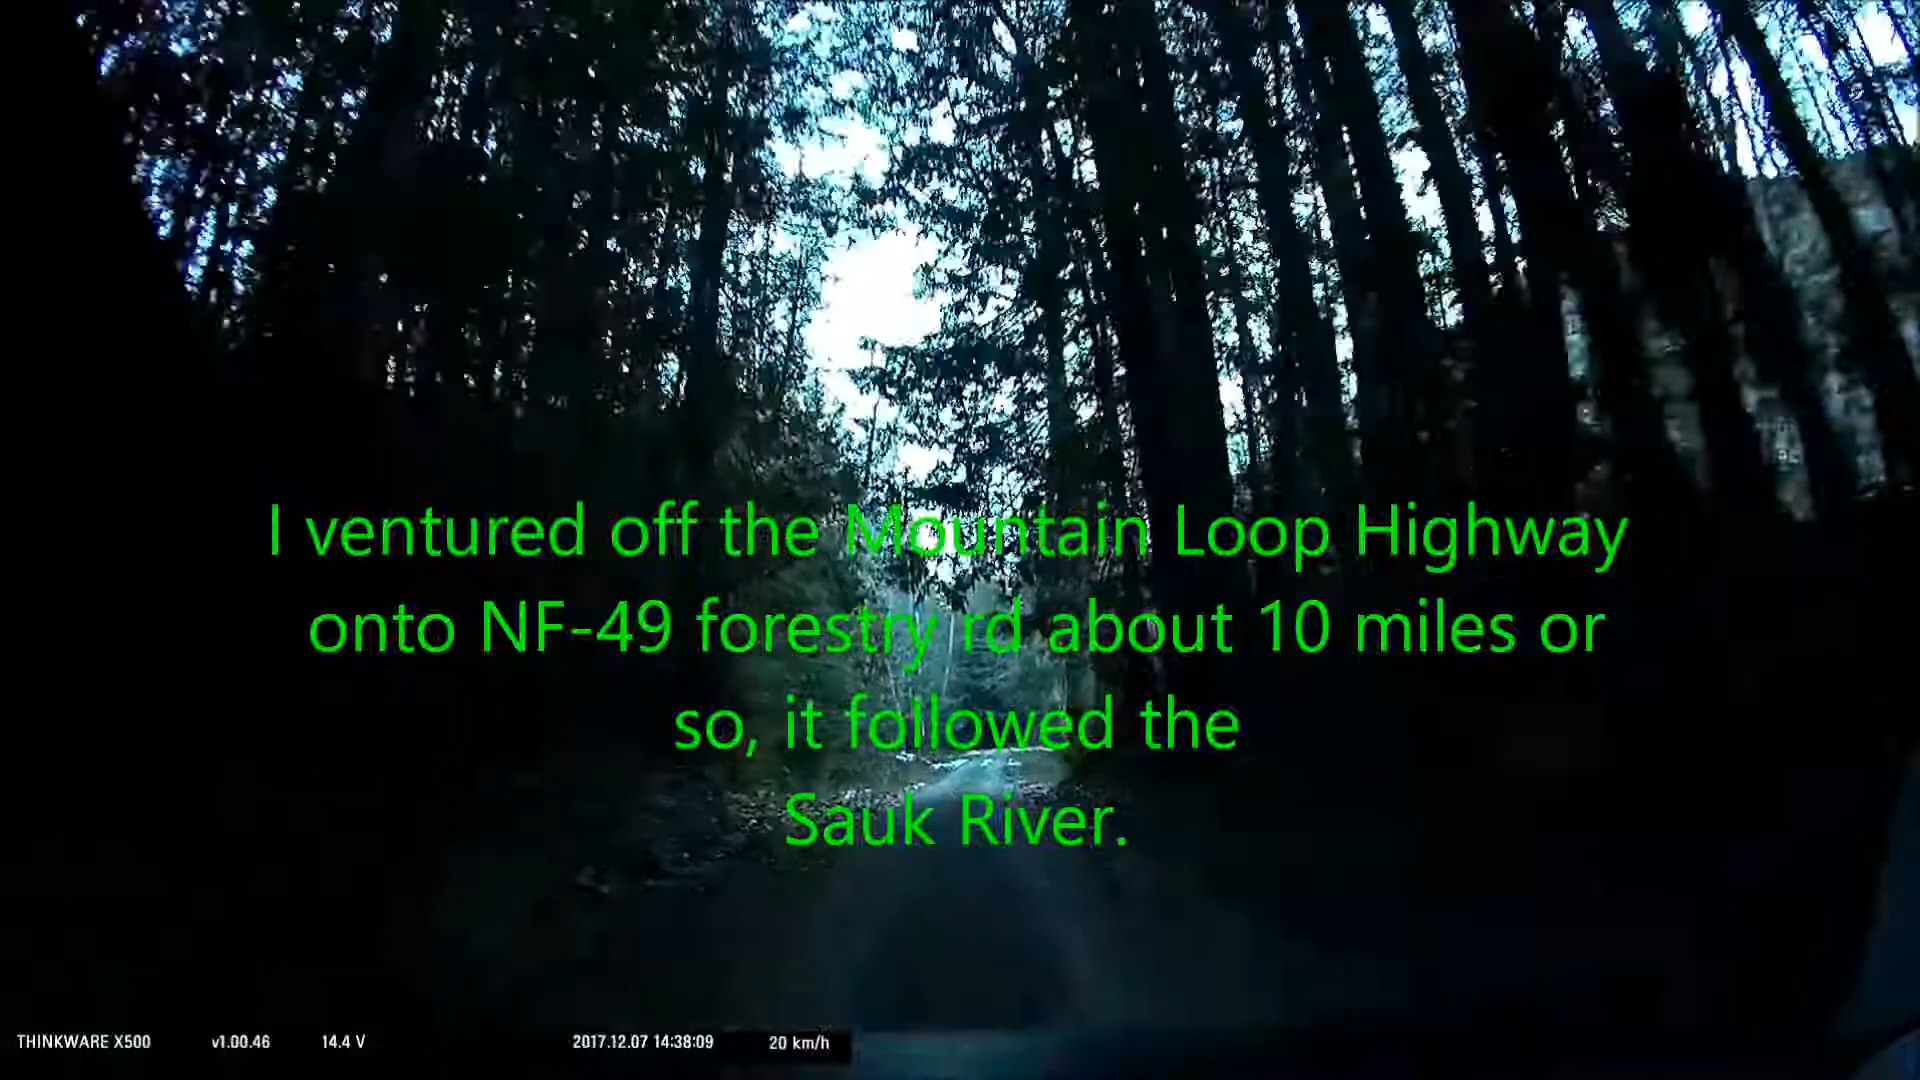 I ventured off the Mountain Loop Highway
onto NF-49 forestry rd about 10 miles or
so, it followed the
Sauk River.
THINKWARE X500 v1.00.46 14.4 V 2017.12.07 14:38:09 20 km/h